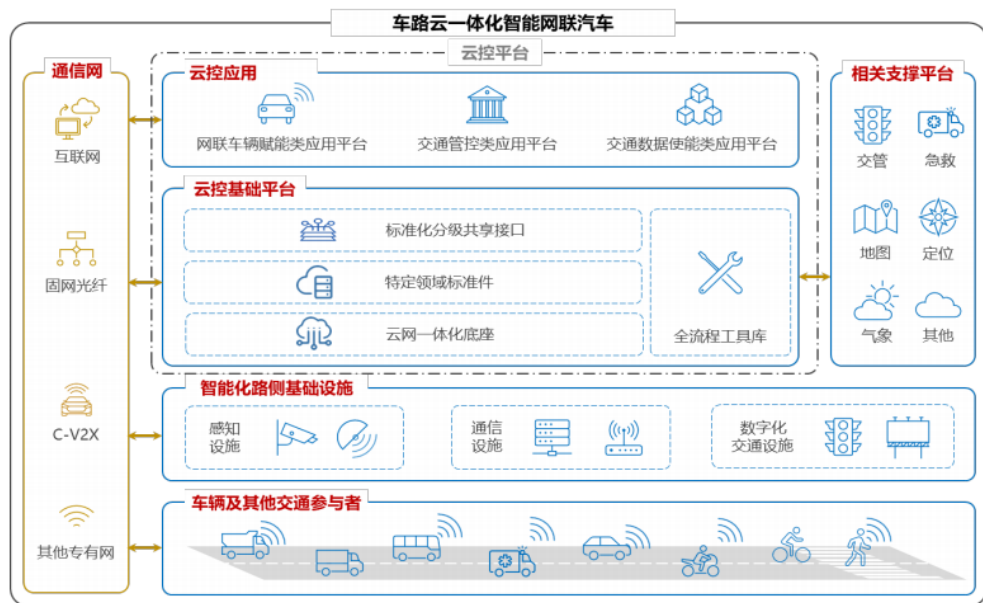 车路云一体化智能网联汽车
通信网
互联网
固网光纤
C-V2X
其他专有网
云控平台
云控应用
网联车辆赋能类应用平台
交通管控类应用平台
交通数据使能类应用平台
云控基础平台
标准化分级共享接口
特定领域标准件
云网一体化底座
全流程工具库
相关支撑平台
交管
急救
地图
定位
气象
其他
智能化路侧基础设施
感知
设施
通信
设施
数字化
交通设施
车辆及其他交通参与者